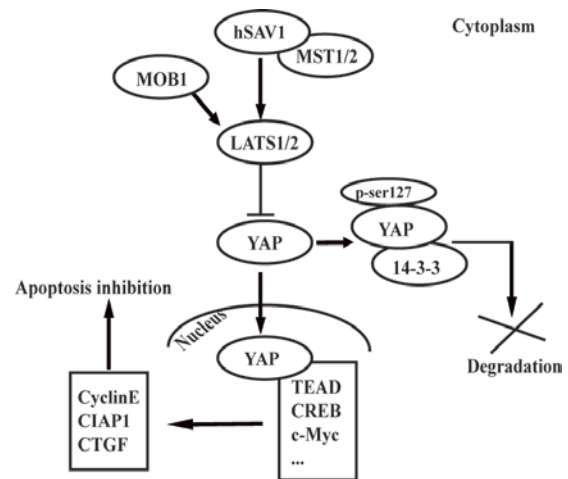 hSAV1
Cytoplasm
MST1/2
MOB1
LATS1/2
p-ser127
YAP
YAP
14-3-3
Apoptosis inhibition
Nucleus
YAP
Degradation
TEAD
CREB
c-Myc
...
CyclinE
CIAP1
CTGF